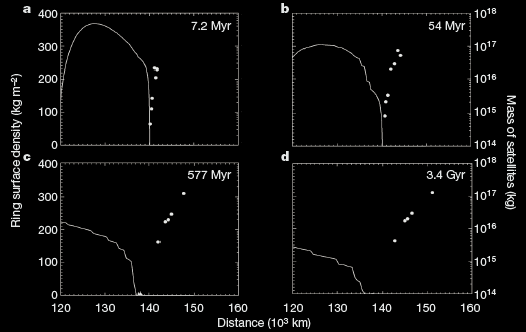 a
b
400
300
200
100
0
7.2 Myr
54 Myr
10^18
10^17
10^16
10^15
10^14
c
d
400
300
200
100
0
577 Myr
3.4 Gyr
10^18
10^17
10^16
10^15
10^14
120 130 140 150 160 120 130 140 150 160
Distance (10^3 km)
Ring surface density (kg m^−2)
Mass of satellites (kg)